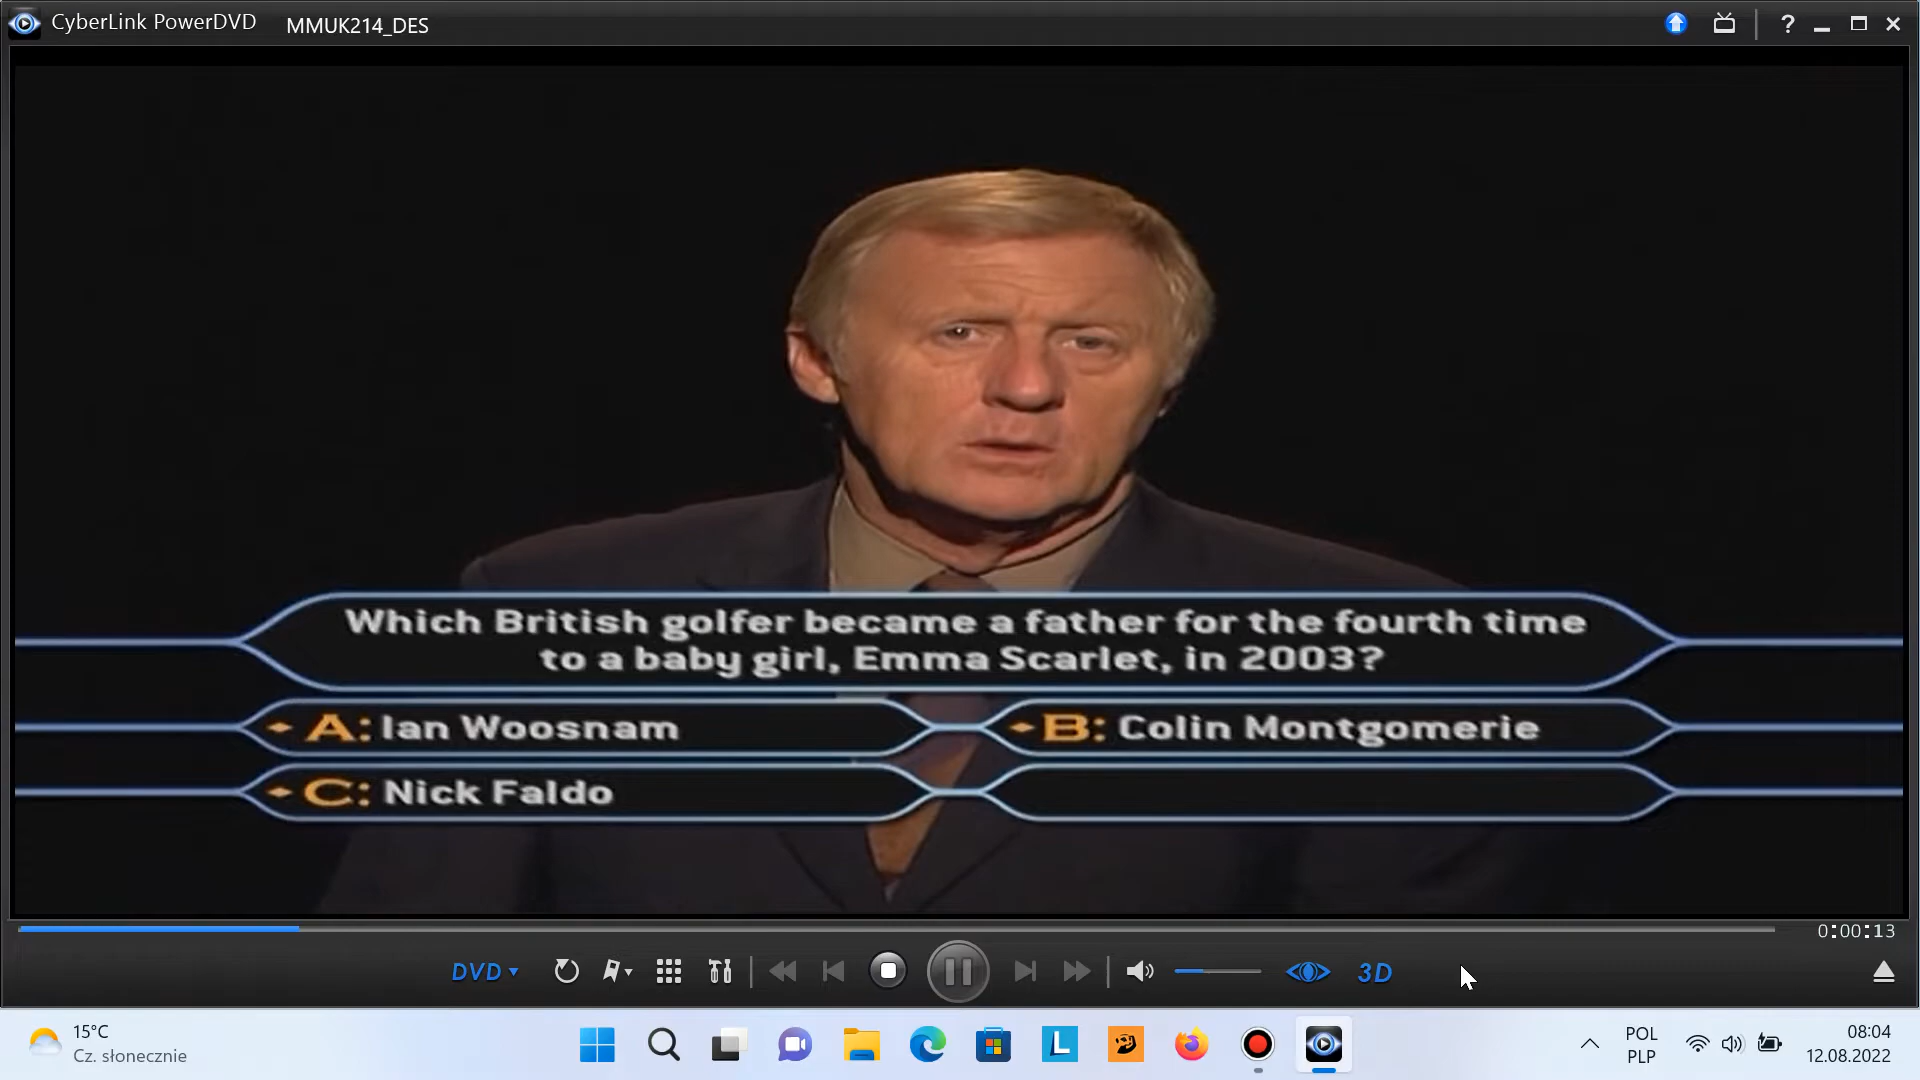 CyberLink PowerDVD MMUK214_DES
?
Which British golfer became a father for the fourth time
to a baby girl, Emma Scarlet, in 2003?
A: Ian Woosnam
B: Colin Montgomerie
C: Nick Faldo
0:00:13
DVD
3D
15°C
Cz. słonecznie
L
POL
PLP
08:04
12.08.2022